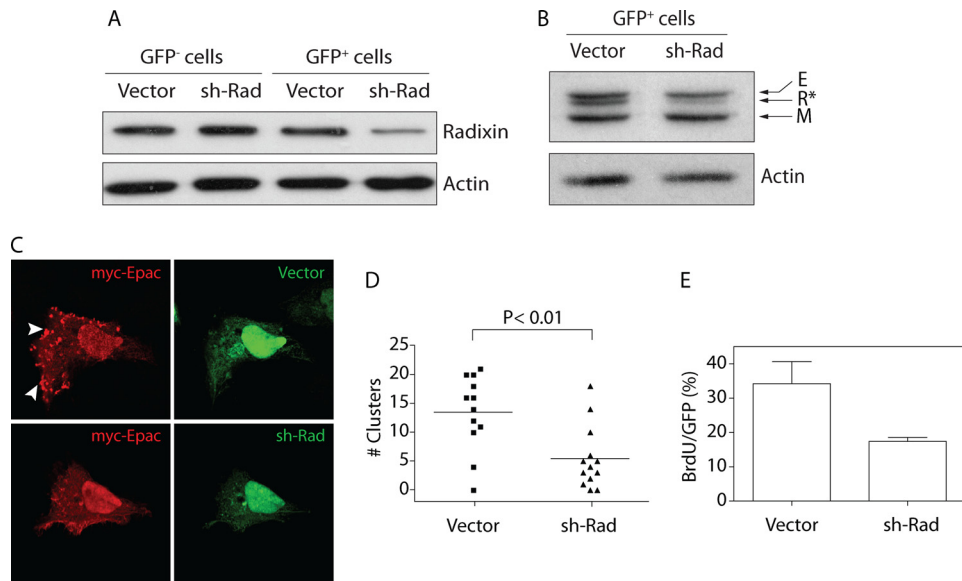 A
GFP- cells GFP+ cells
Vector sh-Rad Vector sh-Rad
Radixin
Actin
B
GFP+ cells
Vector sh-Rad
E
R*
M
Actin
C
myc-Epac Vector
myc-Epac sh-Rad
D
P< 0.01
# Clusters
25
20
15
10
5
0
Vector sh-Rad
E
BrdU/GFP (%)
40
30
20
10
0
Vector sh-Rad